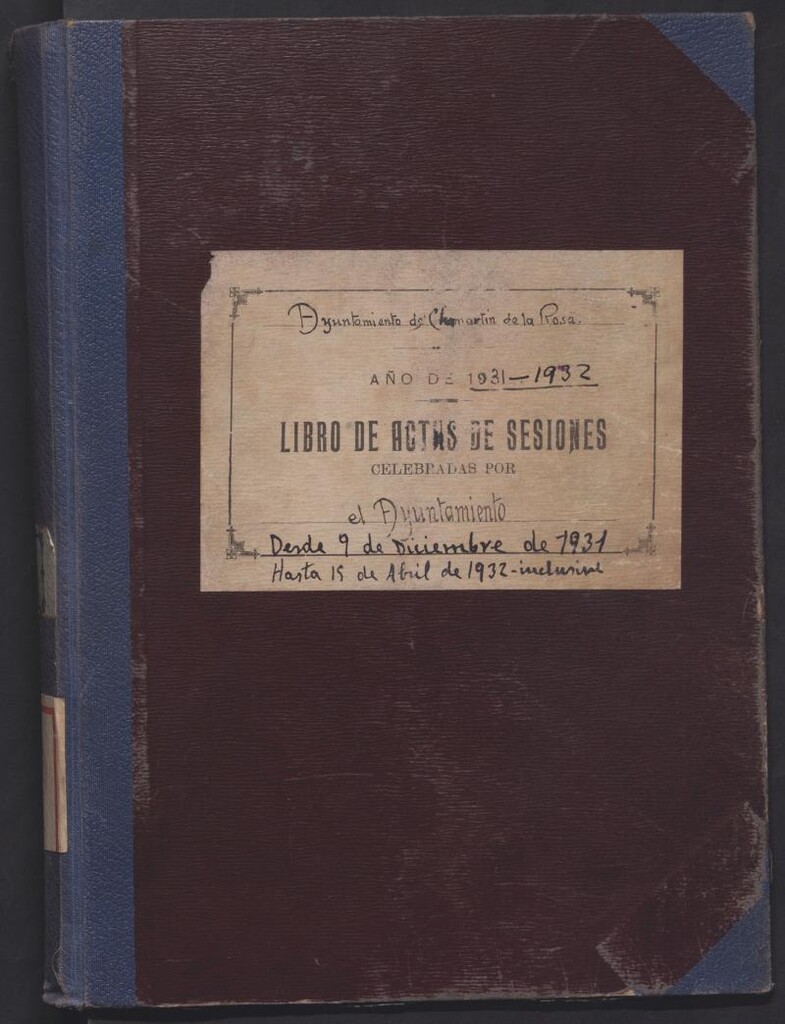 Ayuntamiento de Chamartin de la Rosa.
AÑO DE 1931-1932
LIBRO DE ACTAS DE SESIONES
CELEBRADAS POR
el Ayuntamiento
Desde 9 de Diciembre de 1931
Hasta 15 de Abril de 1932-inclusive